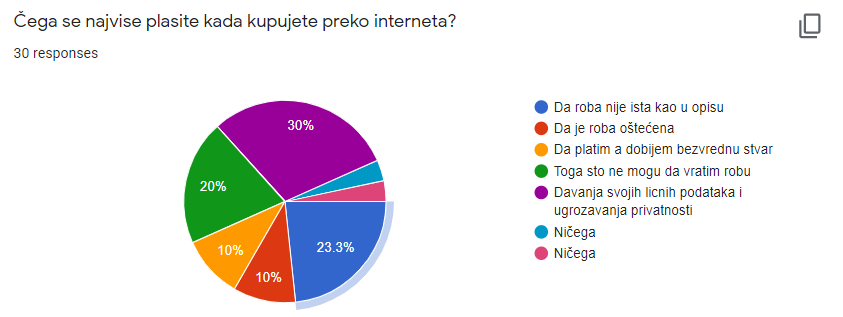 Čega se najvise plasite kada kupujete preko interneta?
30 responses
30%
20%
10%
10%
23.3%
Da roba nije ista kao u opisu
Da je roba oštećena
Da platim a dobijem bezvrednu stvar
Toga sto ne mogu da vratim robu
Davanja svojih licnih podataka i
ugrozavanja privatnosti
Ničega
Ničega